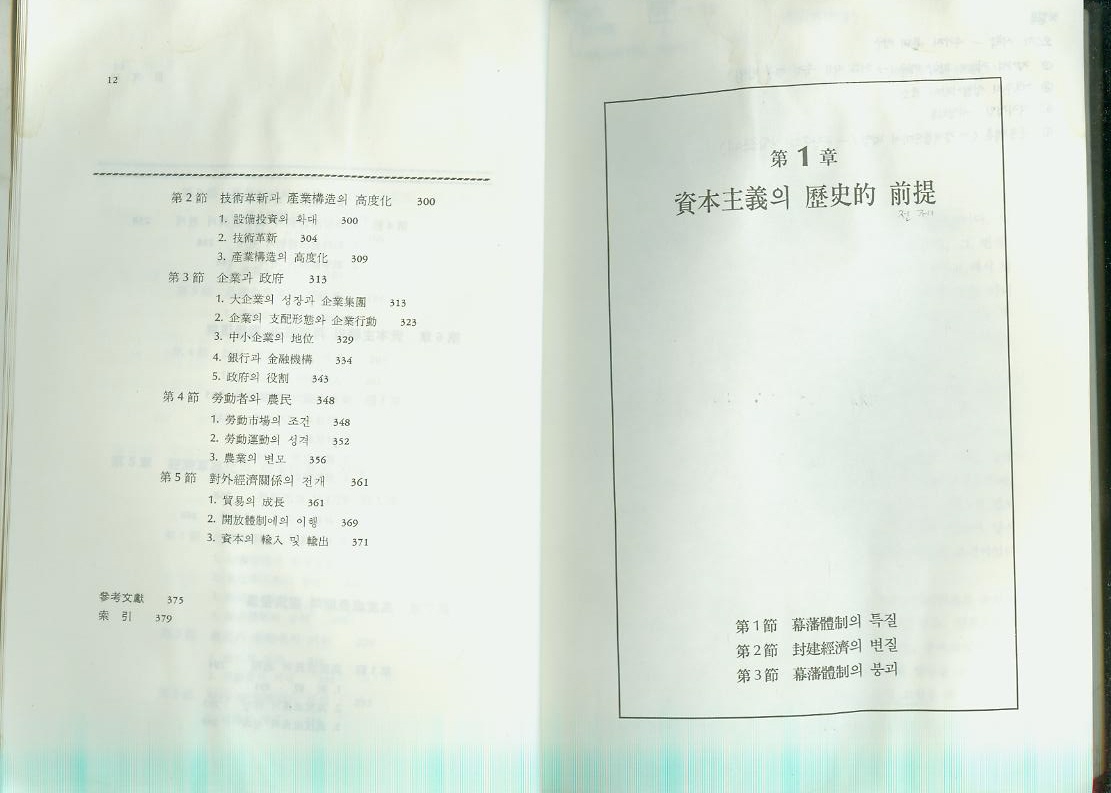 12
第2節 技術革新과 產業構造의 高度化 300
1. 設備投資의 확대 300
2. 技術革新 304
3. 產業構造의 高度化 309
第3節 企業과 政府 313
1. 大企業의 성장과 企業集團 313
2. 企業의 支配形態와 企業行動 323
3. 中小企業의 地位 329
4. 銀行과 金融機構 334
5. 政府의 役割 343
第4節 勞動者와 農民 348
1. 勞動市場의 조건 348
2. 勞動運動의 성격 352
3. 農業의 변모 356
第5節 對外經濟關係의 전개 361
1. 貿易의 成長 361
2. 開放體制에의 이행 369
3. 資本의 輸入 및 輸出 371
參考文獻 375
索引 379
第1章
資本主義의 歷史的 前提
전제
第1節 幕藩體制의 특질
第2節 封建經濟의 변질
第3節 幕藩體制의 붕괴